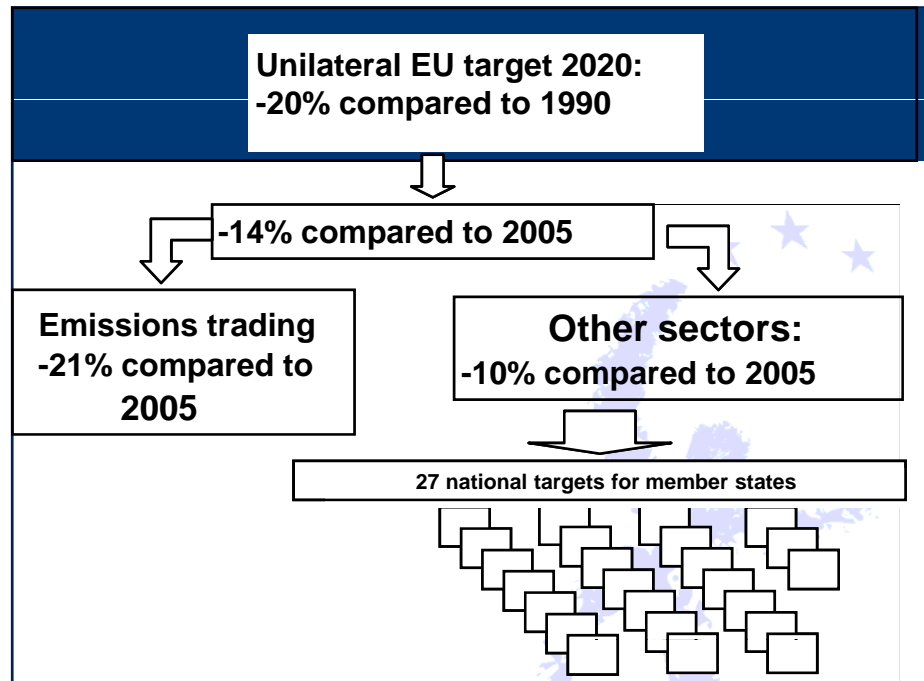 Unilateral EU target 2020:
-20% compared to 1990
-14% compared to 2005
Emissions trading
-21% compared to
2005
Other sectors:
-10% compared to 2005
27 national targets for member states